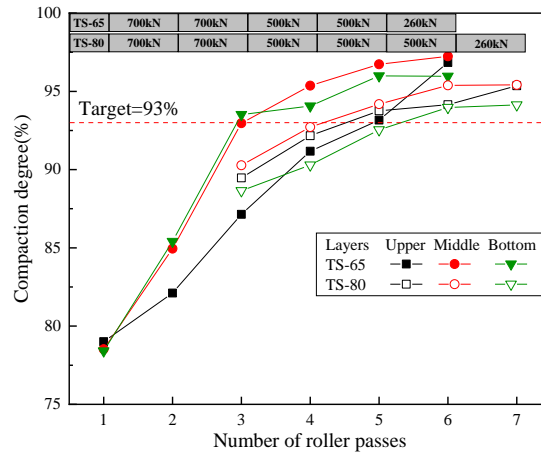 TS-65 700kN 700kN 500kN 500kN 260kN
TS-80 700kN 700kN 500kN 500kN 500kN 260kN
100
95
90
85
80
75
Compaction degree(%)
Target=93%
Layers Upper Middle Bottom
TS-65
TS-80
1 2 3 4 5 6 7
Number of roller passes